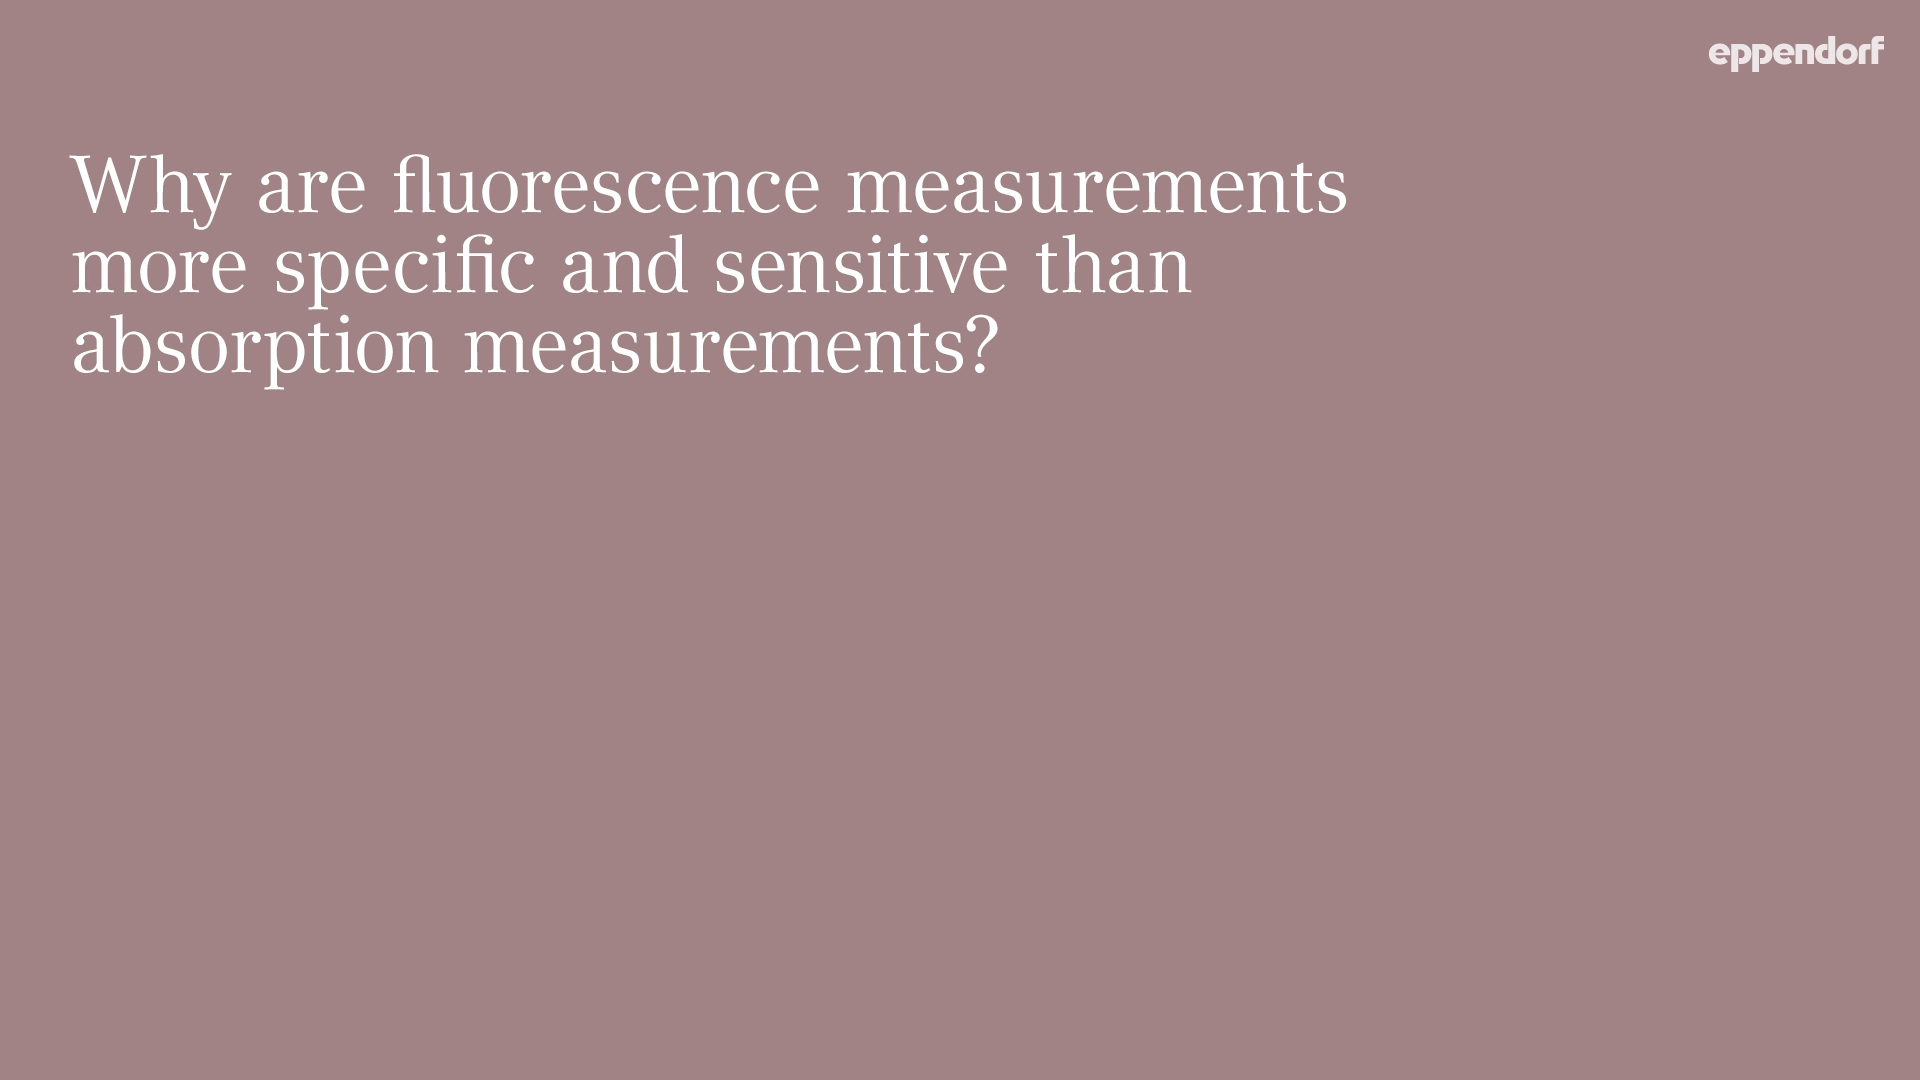 eppendorf
Why are fluorescence measurements
more specific and sensitive than
absorption measurements?